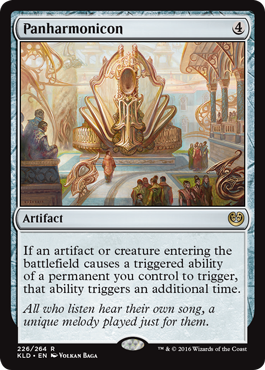 Panharmonicon 4
Artifact
If an artifact or creature entering the
battlefield causes a triggered ability
of a permanent you control to trigger,
that ability triggers an additional time.
All who listen hear their own song, a
unique melody played just for them.
226/264 R
KLD • EN Volkan Baga
™ & © 2016 Wizards of the Coast